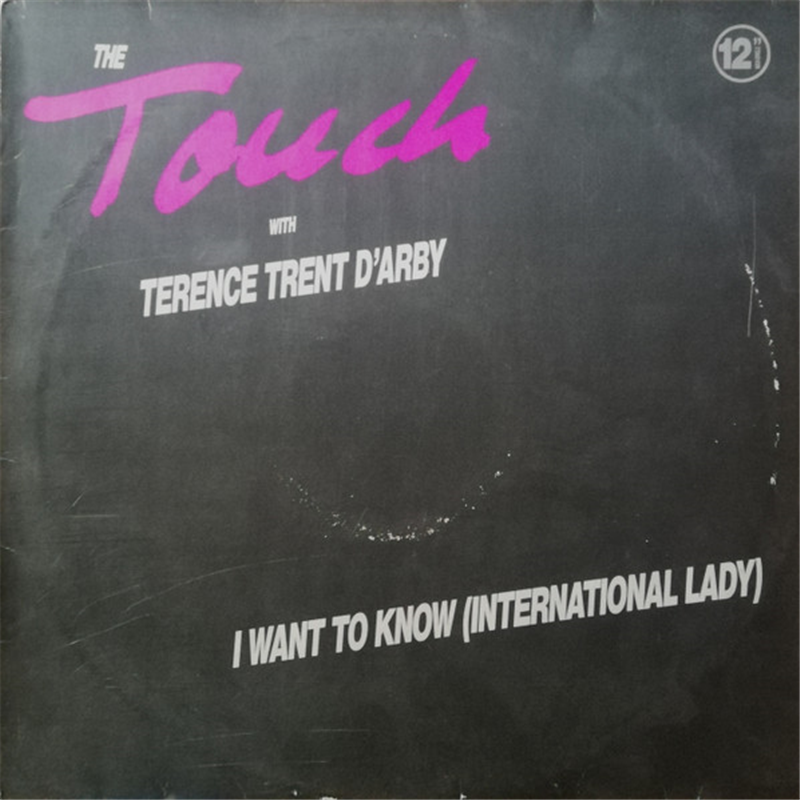 THE
Touch
12"
WITH
TERENCE TRENT D'ARBY
I WANT TO KNOW (INTERNATIONAL LADY)